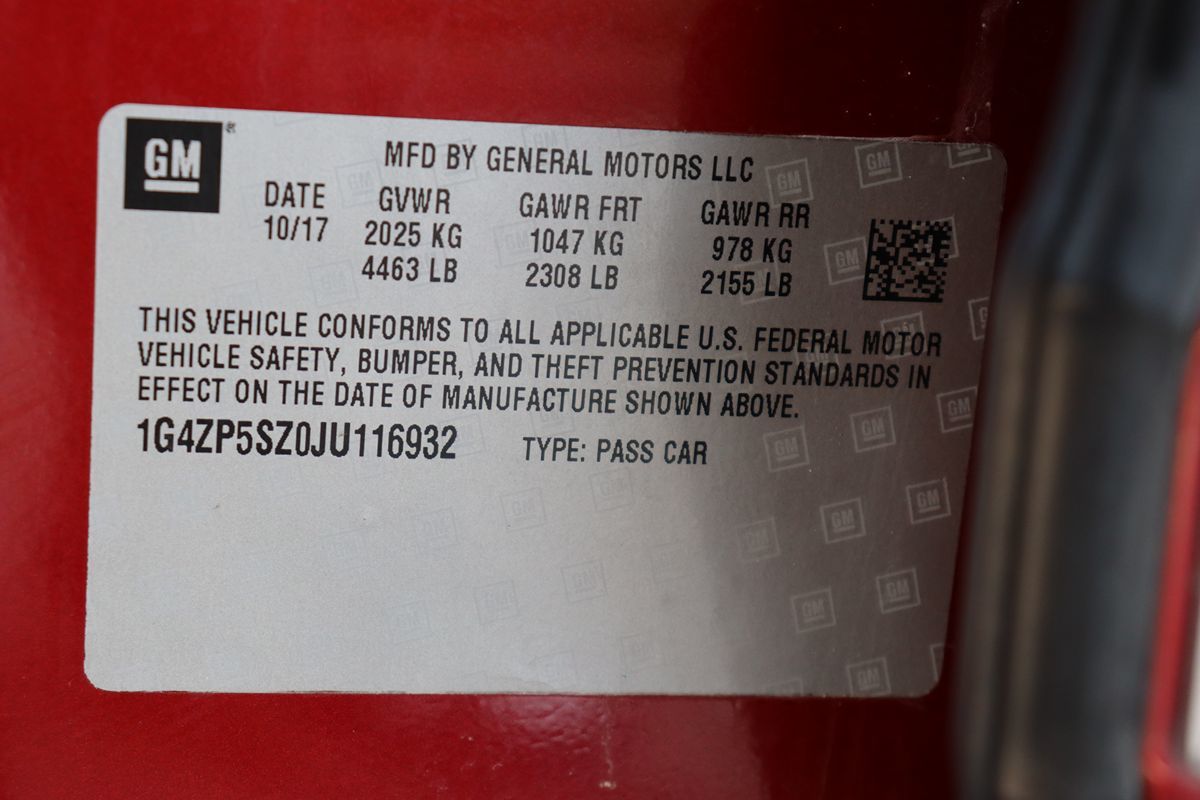 GM
MFD BY GENERAL MOTORS LLC
DATE GVWR GAWR FRT GAWR RR
10/17 2025 KG 1047 KG 978 KG
4463 LB 2308 LB 2155 LB
THIS VEHICLE CONFORMS TO ALL APPLICABLE U.S. FEDERAL MOTOR
VEHICLE SAFETY, BUMPER, AND THEFT PREVENTION STANDARDS IN
EFFECT ON THE DATE OF MANUFACTURE SHOWN ABOVE.
1G4ZP5SZ0JU116932 TYPE: PASS CAR